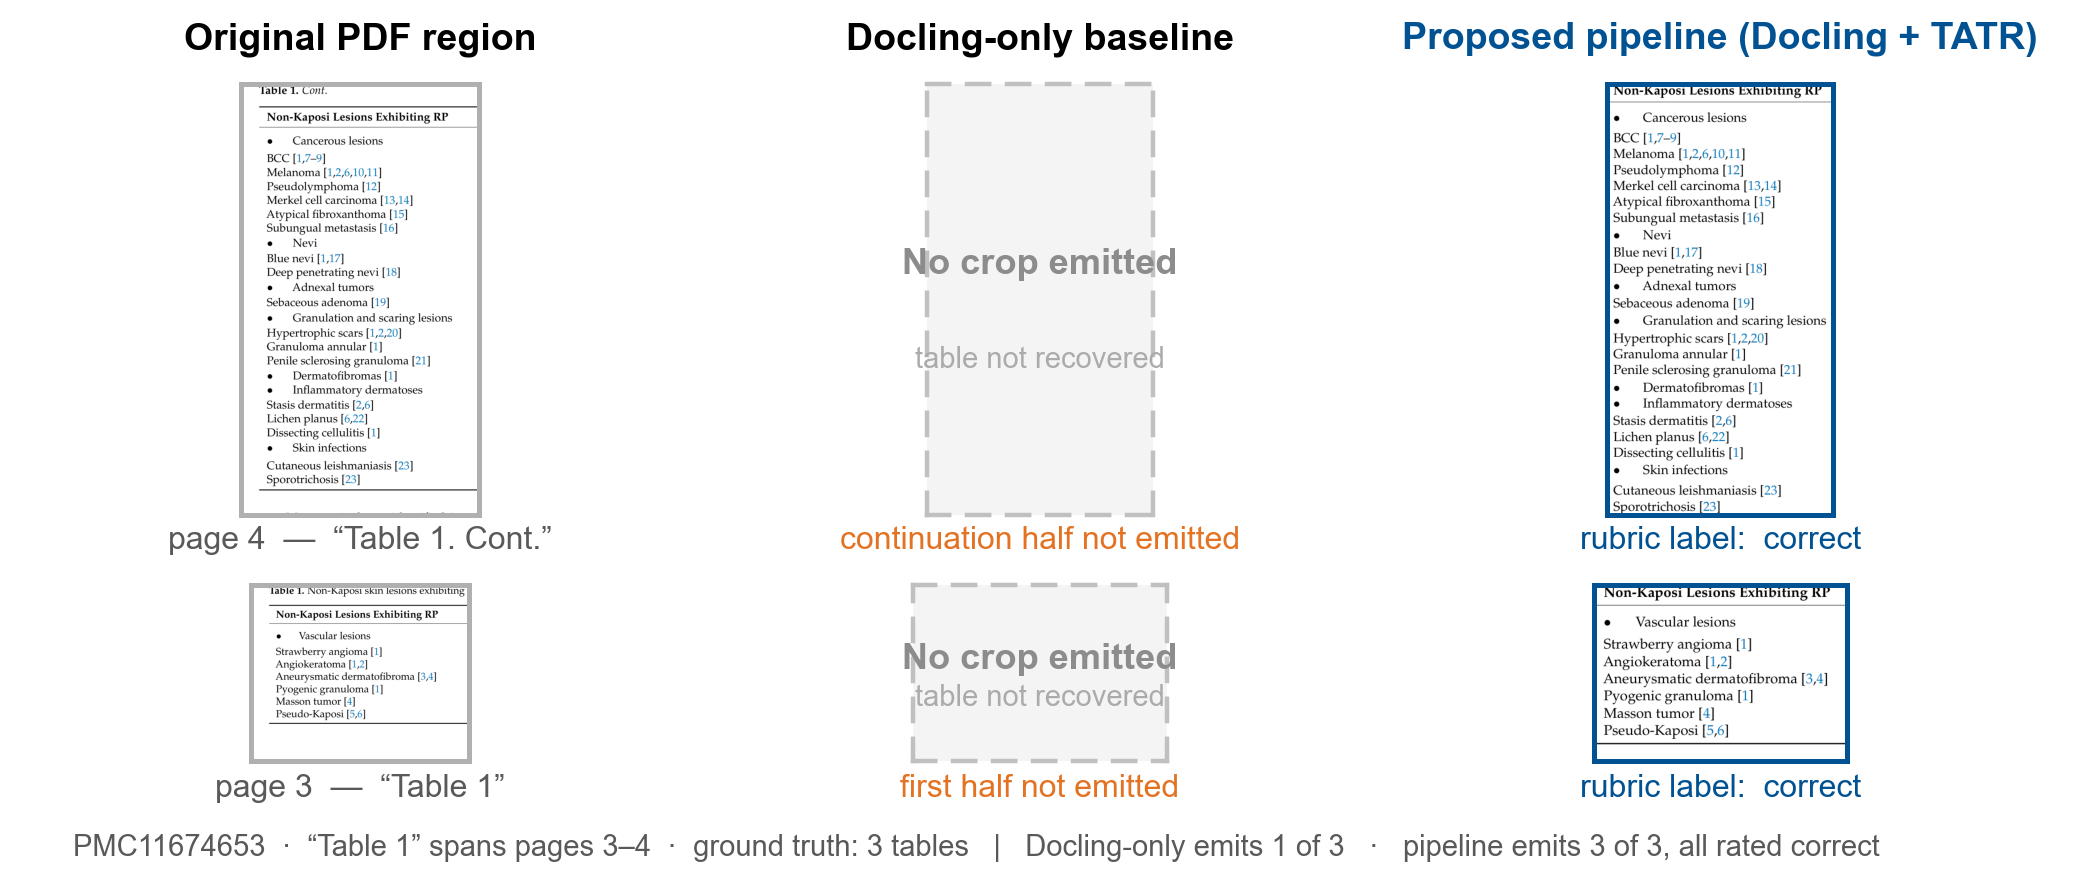 Original PDF region
Docling-only baseline
Proposed pipeline (Docling + TATR)
Table 1. Cont.
Non-Kaposi Lesions Exhibiting RP
• Cancerous lesions
BCC [1,7–9]
Melanoma [1,2,6,10,11]
Pseudolymphoma [12]
Merkel cell carcinoma [13,14]
Atypical fibroxanthoma [15]
Subungual metastasis [16]
• Nevi
Blue nevi [1,17]
Deep penetrating nevi [18]
• Adnexal tumors
Sebaceous adenoma [19]
• Granulation and scaring lesions
Hypertrophic scars [1,2,20]
Granuloma annular [1]
Penile sclerosing granuloma [21]
• Dermatofibromas [1]
• Inflammatory dermatoses
Stasis dermatitis [2,6]
Lichen planus [6,22]
Dissecting cellulitis [1]
• Skin infections
Cutaneous leishmaniasis [23]
Sporotrichosis [23]
page 4 — “Table 1. Cont.”
No crop emitted
table not recovered
continuation half not emitted
Non-Kaposi Lesions Exhibiting RP
• Cancerous lesions
BCC [1,7–9]
Melanoma [1,2,6,10,11]
Pseudolymphoma [12]
Merkel cell carcinoma [13,14]
Atypical fibroxanthoma [15]
Subungual metastasis [16]
• Nevi
Blue nevi [1,17]
Deep penetrating nevi [18]
• Adnexal tumors
Sebaceous adenoma [19]
• Granulation and scaring lesions
Hypertrophic scars [1,2,20]
Granuloma annular [1]
Penile sclerosing granuloma [21]
• Dermatofibromas [1]
• Inflammatory dermatoses
Stasis dermatitis [2,6]
Lichen planus [6,22]
Dissecting cellulitis [1]
• Skin infections
Cutaneous leishmaniasis [23]
Sporotrichosis [23]
rubric label: correct
Table 1. Non-Kaposi skin lesions exhibiting
Non-Kaposi Lesions Exhibiting RP
• Vascular lesions
Strawberry angioma [1]
Angiokeratoma [1,2]
Aneurysmatic dermatofibroma [3,4]
Pyogenic granuloma [1]
Masson tumor [4]
Pseudo-Kaposi [5,6]
page 3 — “Table 1”
No crop emitted
table not recovered
first half not emitted
Non-Kaposi Lesions Exhibiting RP
• Vascular lesions
Strawberry angioma [1]
Angiokeratoma [1,2]
Aneurysmatic dermatofibroma [3,4]
Pyogenic granuloma [1]
Masson tumor [4]
Pseudo-Kaposi [5,6]
rubric label: correct
PMC11674653 · “Table 1” spans pages 3–4 · ground truth: 3 tables | Docling-only emits 1 of 3 · pipeline emits 3 of 3, all rated correct